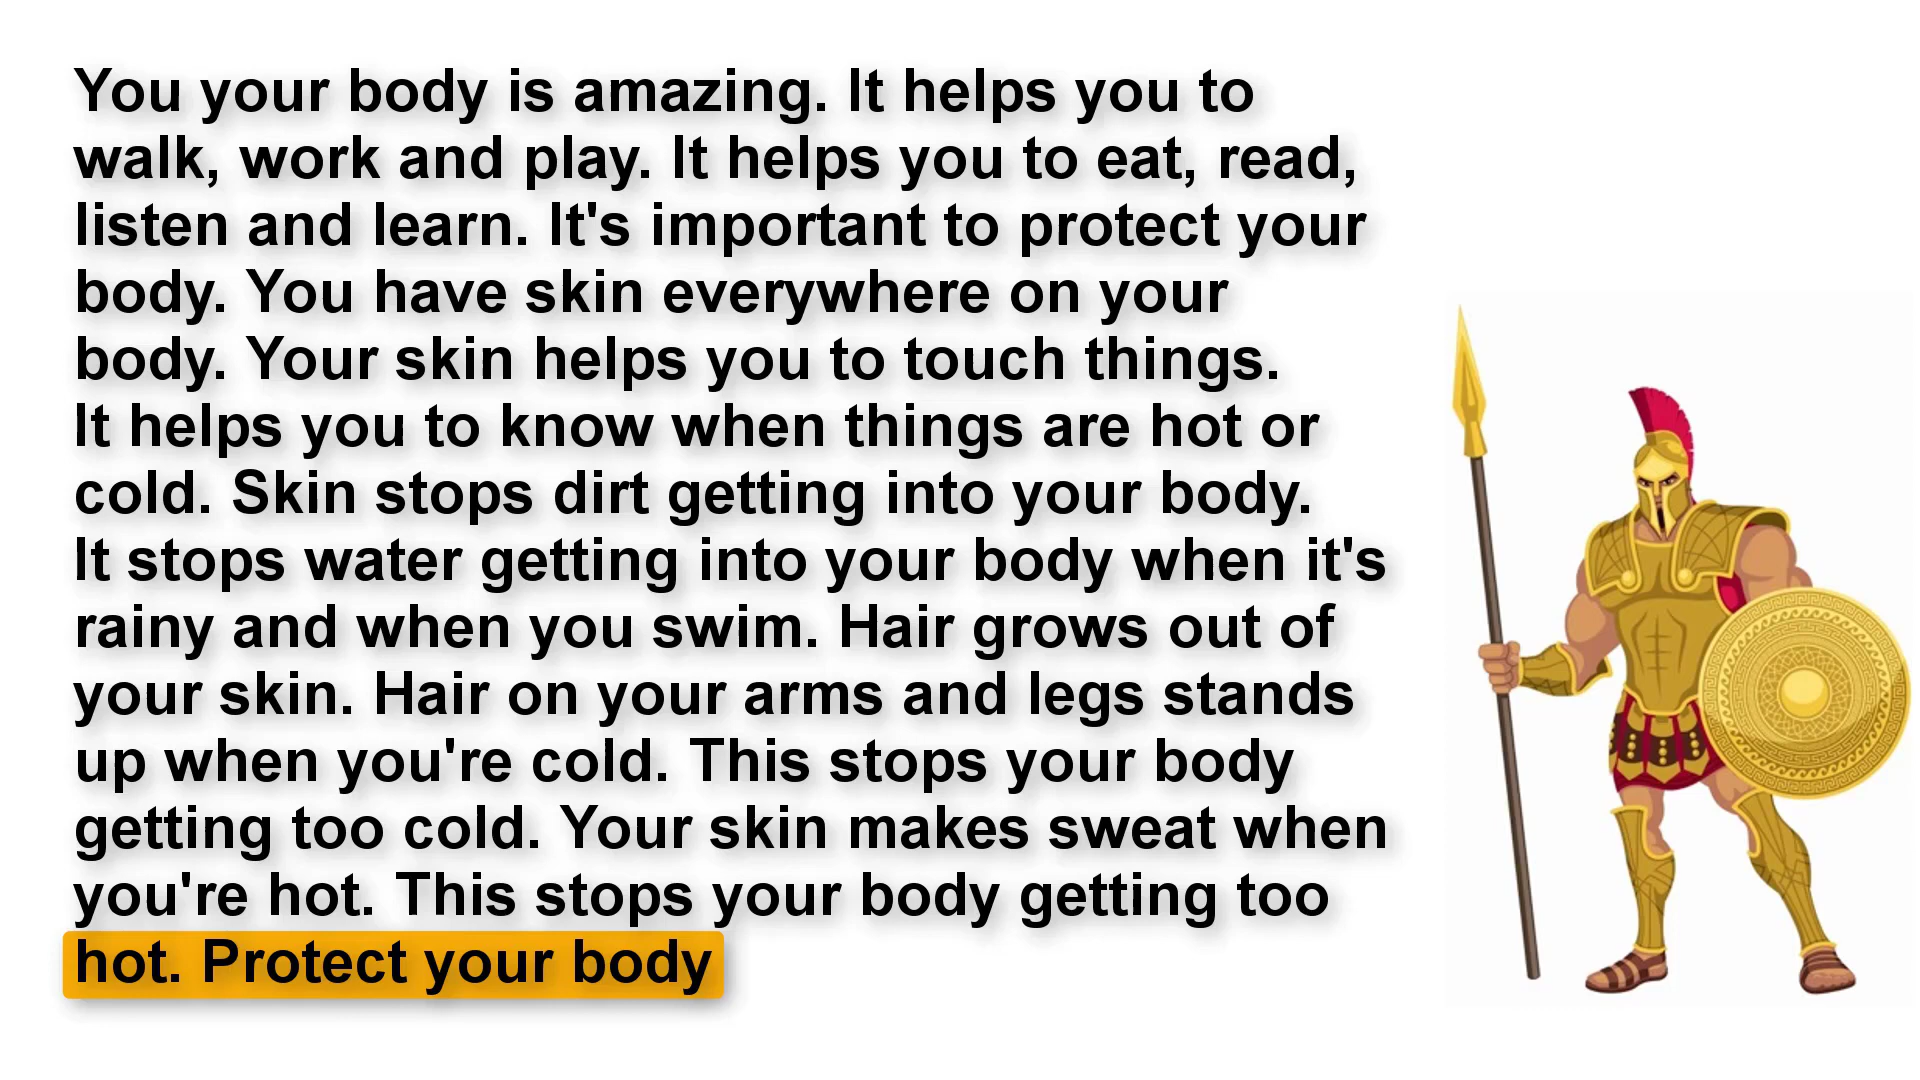 You your body is amazing. It helps you to
walk, work and play. It helps you to eat, read,
listen and learn. It's important to protect your
body. You have skin everywhere on your
body. Your skin helps you to touch things.
It helps you to know when things are hot or
cold. Skin stops dirt getting into your body.
It stops water getting into your body when it's
rainy and when you swim. Hair grows out of
your skin. Hair on your arms and legs stands
up when you're cold. This stops your body
getting too cold. Your skin makes sweat when
you're hot. This stops your body getting too
hot. Protect your body